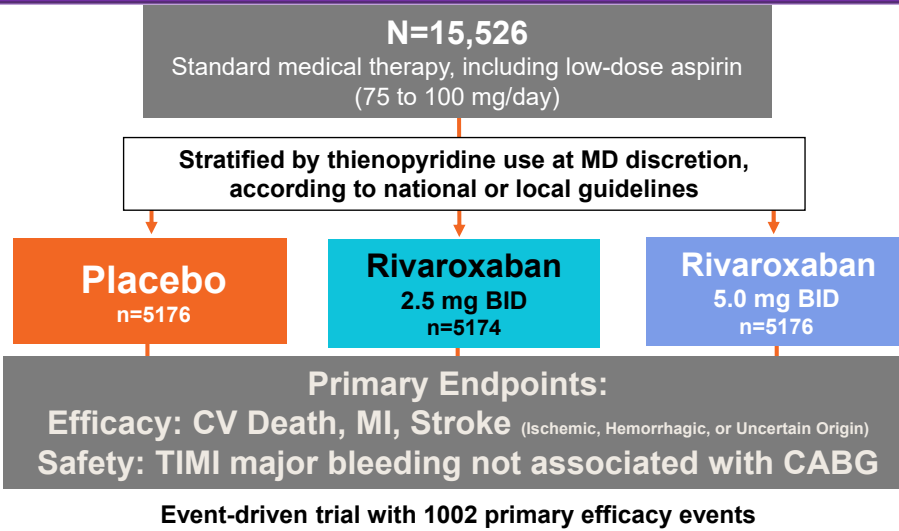 N=15,526
Standard medical therapy, including low-dose aspirin
(75 to 100 mg/day)
Stratified by thienopyridine use at MD discretion,
according to national or local guidelines
Placebo
n=5176
Rivaroxaban
2.5 mg BID
n=5174
Rivaroxaban
5.0 mg BID
n=5176
Primary Endpoints:
Efficacy: CV Death, MI, Stroke (Ischemic, Hemorrhagic, or Uncertain Origin)
Safety: TIMI major bleeding not associated with CABG
Event-driven trial with 1002 primary efficacy events